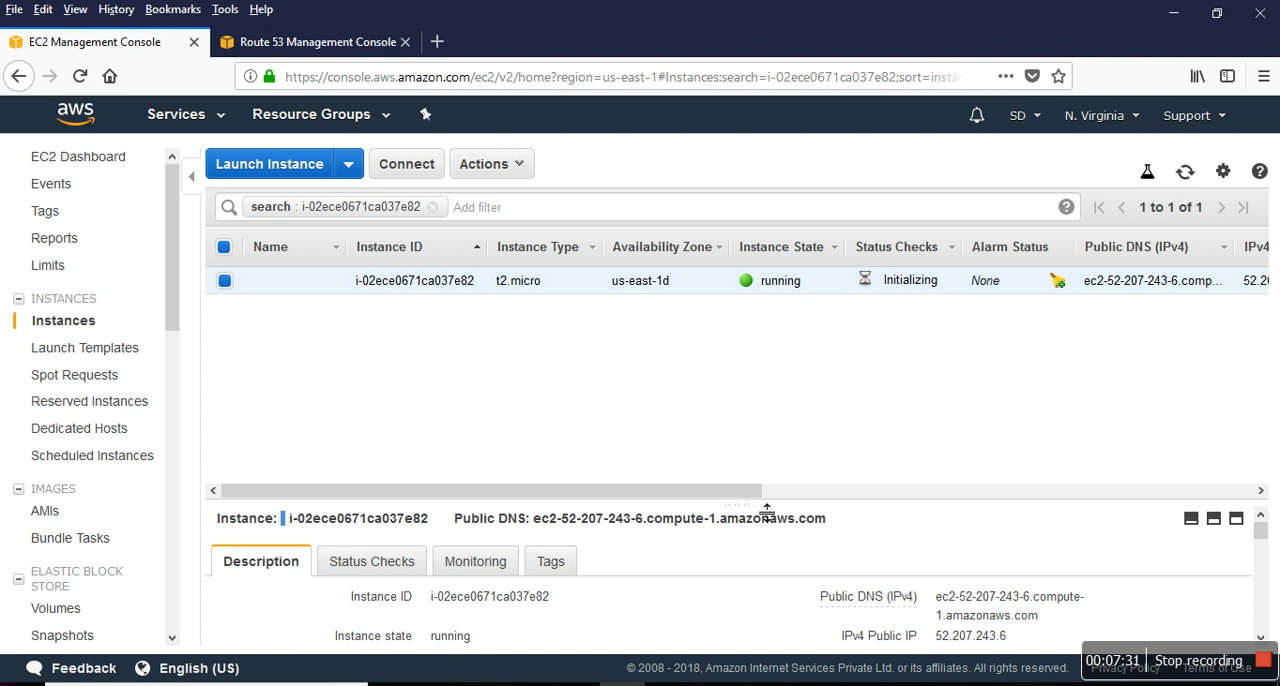 File Edit View History Bookmarks Tools Help
EC2 Management Console Route 53 Management Console
https://console.aws.amazon.com/ec2/v2/home?region=us-east-1#Instances:search=i-02ece0671ca037e82;sort=instar
aws Services Resource Groups SD N. Virginia Support
EC2 Dashboard
Events
Tags
Reports
Limits
INSTANCES
Instances
Launch Templates
Spot Requests
Reserved Instances
Dedicated Hosts
Scheduled Instances
IMAGES
AMIs
Bundle Tasks
ELASTIC BLOCK
STORE
Volumes
Snapshots
Launch Instance Connect Actions
search : i-02ece0671ca037e82 Add filter 1 to 1 of 1
Name Instance ID Instance Type Availability Zone Instance State Status Checks Alarm Status Public DNS (IPv4) IPv4
i-02ece0671ca037e82 t2.micro us-east-1d running Initializing None ec2-52-207-243-6.comp... 52.20
Instance: i-02ece0671ca037e82 Public DNS: ec2-52-207-243-6.compute-1.amazonaws.com
Description Status Checks Monitoring Tags
Instance ID i-02ece0671ca037e82 Public DNS (IPv4) ec2-52-207-243-6.compute-
1.amazonaws.com
Instance state running IPv4 Public IP 52.207.243.6
Feedback English (US) © 2008 - 2018, Amazon Internet Services Private Ltd. or its affiliates. All rights reserved. Privacy Policy Terms of Use
00:07:31 Stop recording